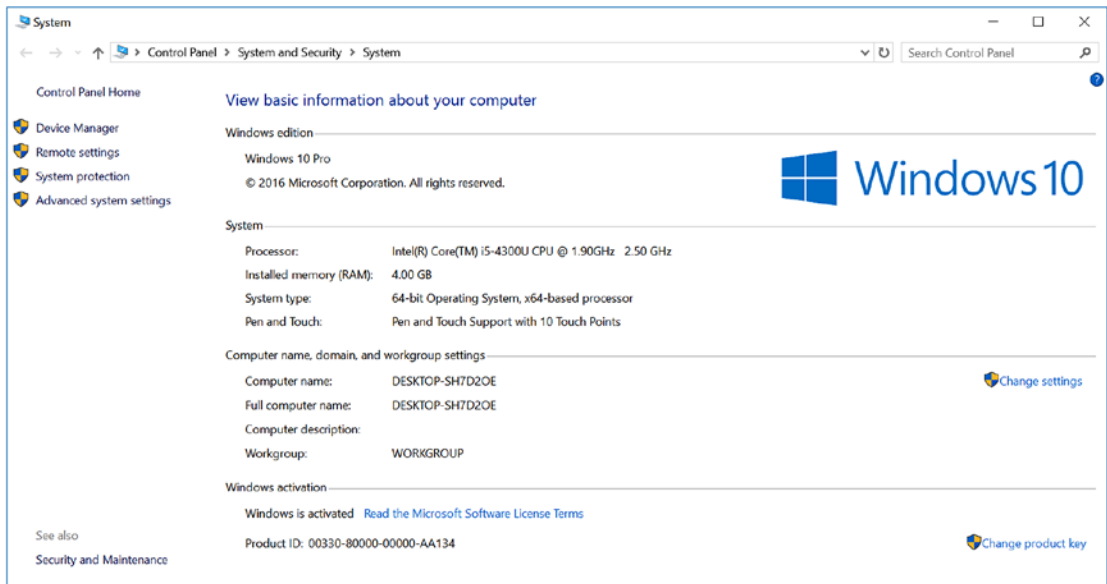 System
Control Panel > System and Security > System
Search Control Panel
Control Panel Home
Device Manager
Remote settings
System protection
Advanced system settings
See also
Security and Maintenance
View basic information about your computer
Windows edition
Windows 10 Pro
© 2016 Microsoft Corporation. All rights reserved.
Windows 10
System
Processor: Intel(R) Core(TM) i5-4300U CPU @ 1.90GHz 2.50 GHz
Installed memory (RAM): 4.00 GB
System type: 64-bit Operating System, x64-based processor
Pen and Touch: Pen and Touch Support with 10 Touch Points
Computer name, domain, and workgroup settings
Computer name: DESKTOP-SH7D2OE
Change settings
Full computer name: DESKTOP-SH7D2OE
Computer description:
Workgroup: WORKGROUP
Windows activation
Windows is activated Read the Microsoft Software License Terms
Product ID: 00330-80000-00000-AA134
Change product key